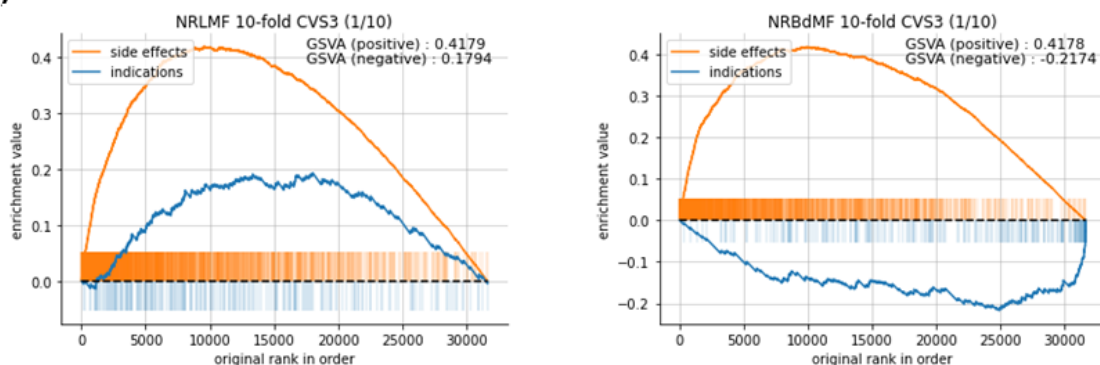 NRLMF 10-fold CVS3 (1/10)
side effects
indications
GSVA (positive) : 0.4179
GSVA (negative) : 0.1794
enrichment value
0.4
0.3
0.2
0.1
0.0
0 5000 10000 15000 20000 25000 30000
original rank in order
NRBdMF 10-fold CVS3 (1/10)
side effects
indications
GSVA (positive) : 0.4178
GSVA (negative) : -0.2174
enrichment value
0.4
0.3
0.2
0.1
0.0
−0.1
−0.2
0 5000 10000 15000 20000 25000 30000
original rank in order